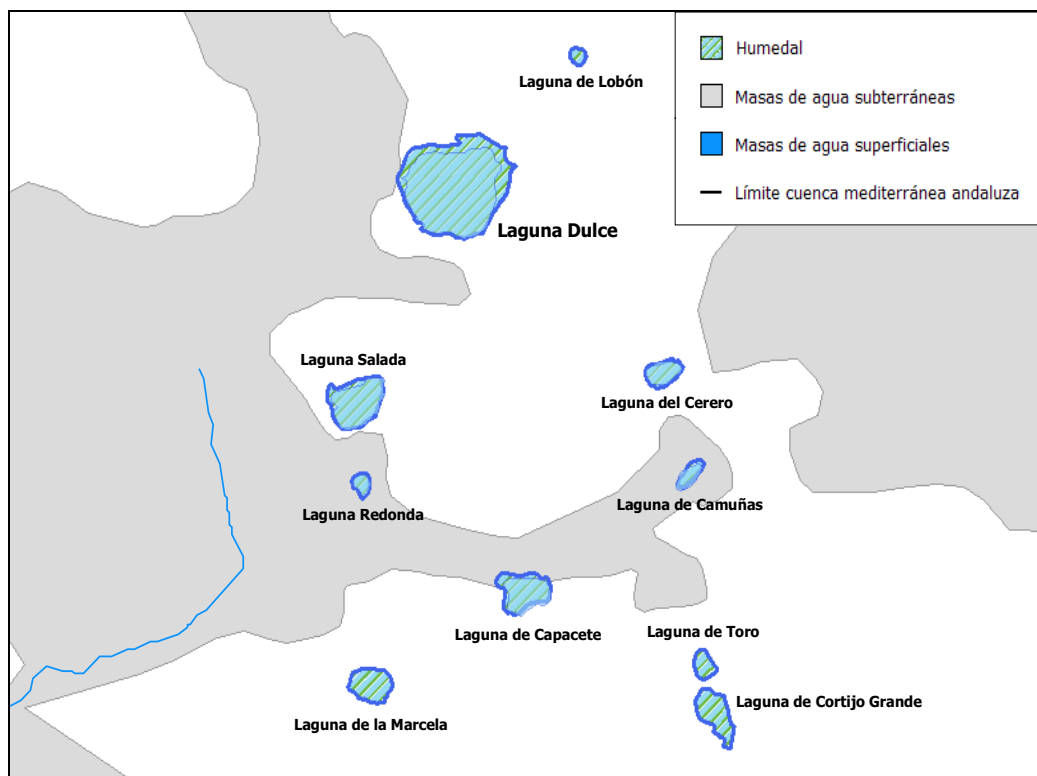 Laguna de Lobón
Humedal
Masas de agua subterráneas
Masas de agua superficiales
Límite cuenca mediterránea andaluza
Laguna Dulce
Laguna Salada
Laguna del Cerero
Laguna Redonda
Laguna de Camuñas
Laguna de Capacete
Laguna de Toro
Laguna de la Marcela
Laguna de Cortijo Grande